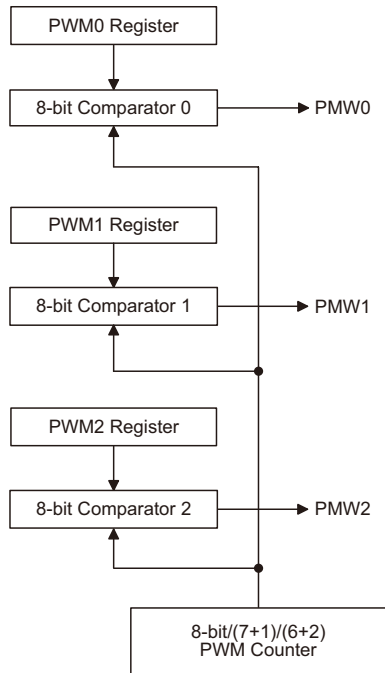 PWM0 Register
8-bit Comparator 0
PMW0
PWM1 Register
8-bit Comparator 1
PMW1
PWM2 Register
8-bit Comparator 2
PMW2
8-bit/(7+1)/(6+2)
PWM Counter